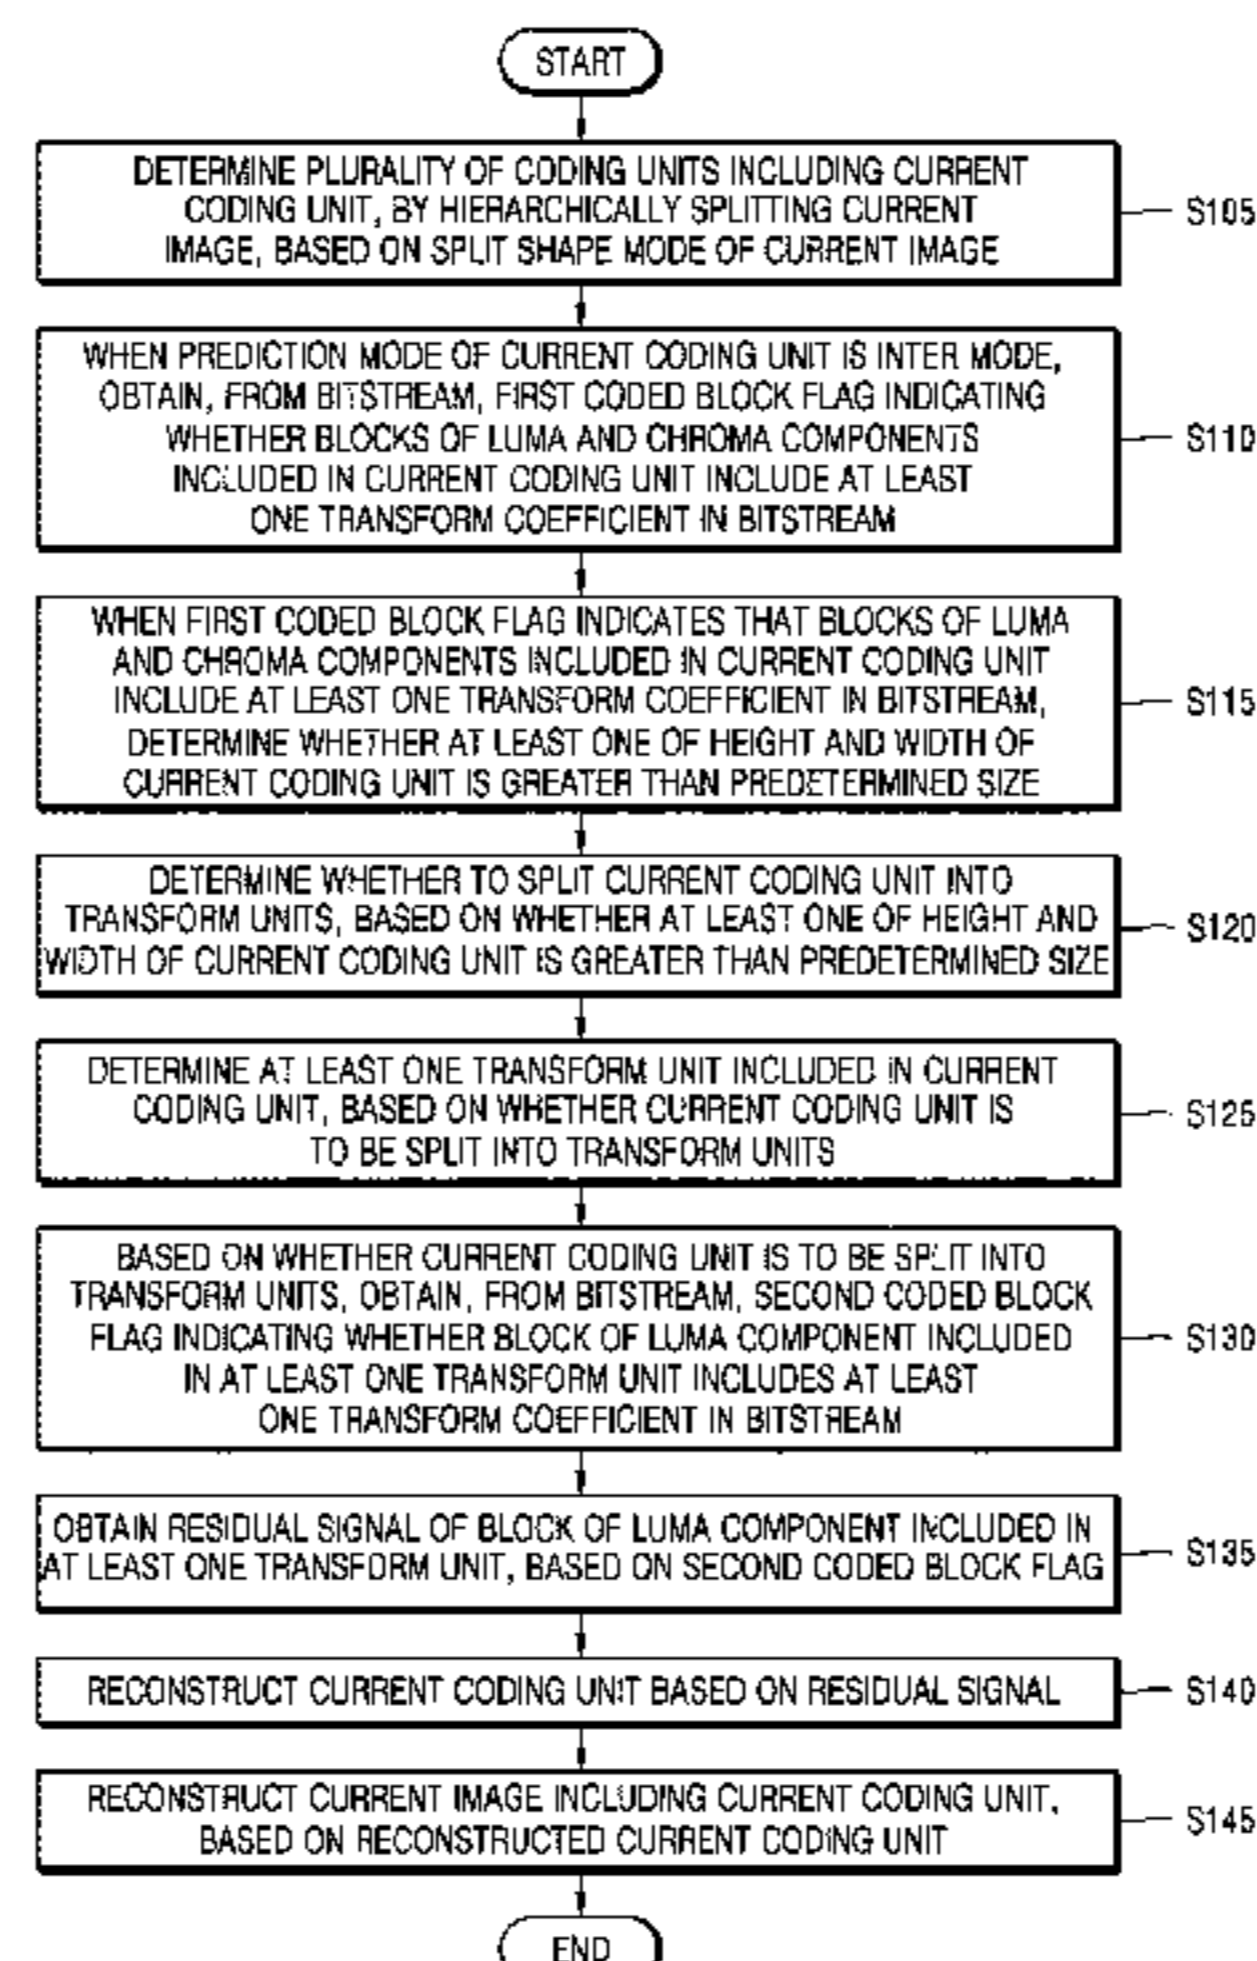 START
DETERMINE PLURALITY OF CODING UNITS INCLUDING CURRENT
CODING UNIT, BY HIERARCHICALLY SPLITTING CURRENT
IMAGE, BASED ON SPLIT SHAPE MODE OF CURRENT IMAGE
S105
WHEN PREDICTION MODE OF CURRENT CODING UNIT IS INTER MODE,
OBTAIN, FROM BITSTREAM, FIRST CODED BLOCK FLAG INDICATING
WHETHER BLOCKS OF LUMA AND CHROMA COMPONENTS
INCLUDED IN CURRENT CODING UNIT INCLUDE AT LEAST
ONE TRANSFORM COEFFICIENT IN BITSTREAM
S110
WHEN FIRST CODED BLOCK FLAG INDICATES THAT BLOCKS OF LUMA
AND CHROMA COMPONENTS INCLUDED IN CURRENT CODING UNIT
INCLUDE AT LEAST ONE TRANSFORM COEFFICIENT IN BITSTREAM,
DETERMINE WHETHER AT LEAST ONE OF HEIGHT AND WIDTH OF
CURRENT CODING UNIT IS GREATER THAN PREDETERMINED SIZE
S115
DETERMINE WHETHER TO SPLIT CURRENT CODING UNIT INTO
TRANSFORM UNITS, BASED ON WHETHER AT LEAST ONE OF HEIGHT AND
WIDTH OF CURRENT CODING UNIT IS GREATER THAN PREDETERMINED SIZE
S120
DETERMINE AT LEAST ONE TRANSFORM UNIT INCLUDED IN CURRENT
CODING UNIT, BASED ON WHETHER CURRENT CODING UNIT IS
TO BE SPLIT INTO TRANSFORM UNITS
S125
BASED ON WHETHER CURRENT CODING UNIT IS TO BE SPLIT INTO
TRANSFORM UNITS, OBTAIN, FROM BITSTREAM, SECOND CODED BLOCK
FLAG INDICATING WHETHER BLOCK OF LUMA COMPONENT INCLUDED
IN AT LEAST ONE TRANSFORM UNIT INCLUDES AT LEAST
ONE TRANSFORM COEFFICIENT IN BITSTREAM
S130
OBTAIN RESIDUAL SIGNAL OF BLOCK OF LUMA COMPONENT INCLUDED IN
AT LEAST ONE TRANSFORM UNIT, BASED ON SECOND CODED BLOCK FLAG
S135
RECONSTRUCT CURRENT CODING UNIT BASED ON RESIDUAL SIGNAL
S140
RECONSTRUCT CURRENT IMAGE INCLUDING CURRENT CODING UNIT,
BASED ON RECONSTRUCTED CURRENT CODING UNIT
S145
END